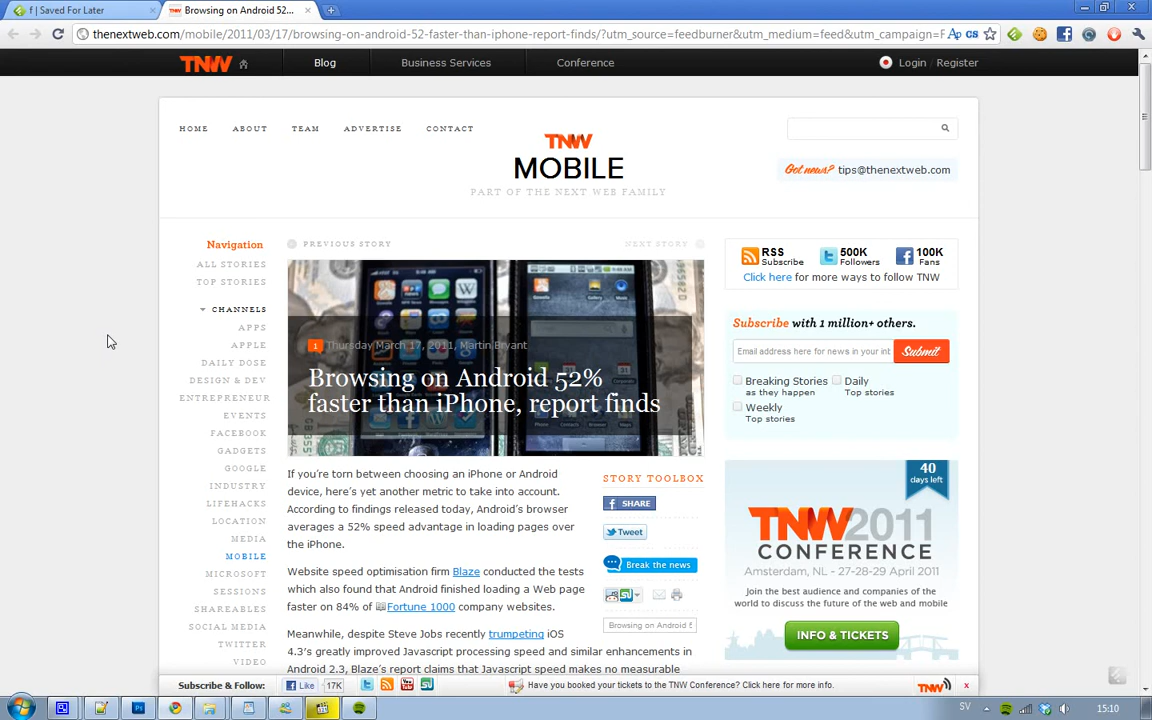 f | Saved For Later
Browsing on Android 52...
thenextweb.com/mobile/2011/03/17/browsing-on-android-52-faster-than-iphone-report-finds/?utm_source=feedburner&utm_medium=feed&utm_campaign=F
TNW
Blog
Business Services
Conference
Login / Register
HOME
ABOUT
TEAM
ADVERTISE
CONTACT
TNW
MOBILE
PART OF THE NEXT WEB FAMILY
Got news? tips@thenextweb.com
Navigation
ALL STORIES
TOP STORIES
CHANNELS
APPS
APPLE
DAILY DOSE
DESIGN & DEV
ENTREPRENEUR
EVENTS
FACEBOOK
GADGETS
GOOGLE
INDUSTRY
LIFEHACKS
LOCATION
MEDIA
MOBILE
MICROSOFT
SESSIONS
SHAREABLES
SOCIAL MEDIA
TWITTER
VIDEO
PREVIOUS STORY
NEXT STORY
1 Thursday March 17, 2011, Martin Bryant
Browsing on Android 52%
faster than iPhone, report finds
If you're torn between choosing an iPhone or Android
device, here's yet another metric to take into account.
According to findings released today, Android's browser
averages a 52% speed advantage in loading pages over
the iPhone.
Website speed optimisation firm Blaze conducted the tests
which also found that Android finished loading a Web page
faster on 84% of Fortune 1000 company websites.
Meanwhile, despite Steve Jobs recently trumpeting iOS
4.3's greatly improved Javascript processing speed and similar enhancements in
Android 2.3, Blaze's report claims that Javascript speed makes no measurable
STORY TOOLBOX
SHARE
Tweet
Break the news
Browsing on Android 5
RSS
Subscribe
500K
Followers
100K
Fans
Click here for more ways to follow TNW
Subscribe with 1 million+ others.
Email address here for news in your int
Submit
Breaking Stories
as they happen
Daily
Top stories
Weekly
Top stories
40
days left
TNW2011
CONFERENCE
Amsterdam, NL - 27-28-29 April 2011
Join the best audience and companies of the
world to discuss the future of the web and mobile
INFO & TICKETS
Subscribe & Follow:
Like
17K
Have you booked your tickets to the TNW Conference? Click here for more info.
TNW
x
SV
15:10